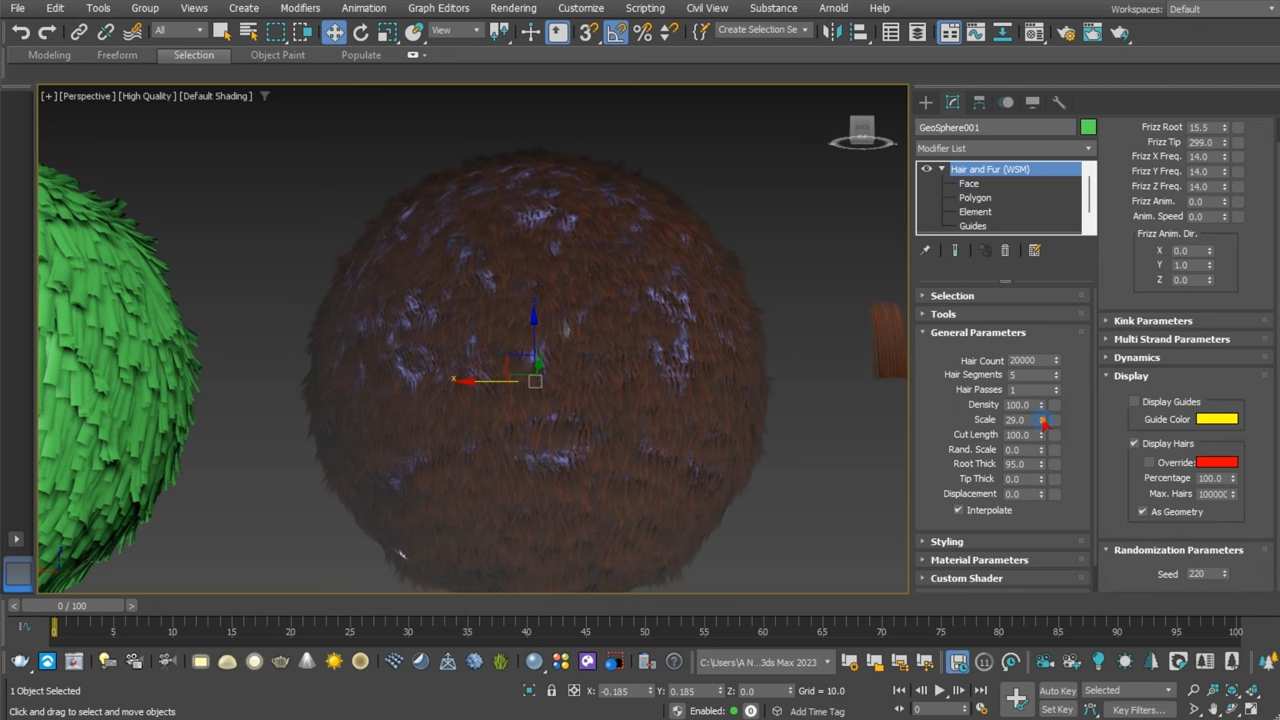 File Edit Tools Group Views Create Modifiers Animation Graph Editors Rendering Customize Scripting Civil View Substance Arnold Help Workspaces: Default
All View Create Selection Se
Modeling Freeform Selection Object Paint Populate
[+] [Perspective] [High Quality] [Default Shading]
BACK
x
GeoSphere001
Modifier List
Hair and Fur (WSM)
Face
Polygon
Element
Guides
Selection
Tools
General Parameters
Hair Count 20000
Hair Segments 5
Hair Passes 1
Density 100.0
Scale 29.0
Cut Length 100.0
Rand. Scale 0.0
Root Thick 95.0
Tip Thick 0.0
Displacement 0.0
Interpolate
Styling
Material Parameters
Custom Shader
Frizz Root 15.5
Frizz Tip 299.0
Frizz X Freq. 14.0
Frizz Y Freq. 14.0
Frizz Z Freq. 14.0
Frizz Anim. 0.0
Anim. Speed 0.0
Frizz Anim. Dir.
X 0.0
Y 1.0
Z 0.0
Kink Parameters
Multi Strand Parameters
Dynamics
Display
Display Guides
Guide Color
Display Hairs
Override:
Percentage 100.0
Max. Hairs 10000
As Geometry
Randomization Parameters
Seed 220
< 0 / 100 >
0 5 10 15 20 25 30 35 40 45 50 55 60 65 70 75 80 85 90 95 100
C:\Users\A N...3ds Max 2023 11
1 Object Selected X: -0.185 Y: 0.185 Z: 0.0 Grid = 10.0 Auto Key Selected
Click and drag to select and move objects Enabled: 0 Add Time Tag 0 Set Key Key Filters...